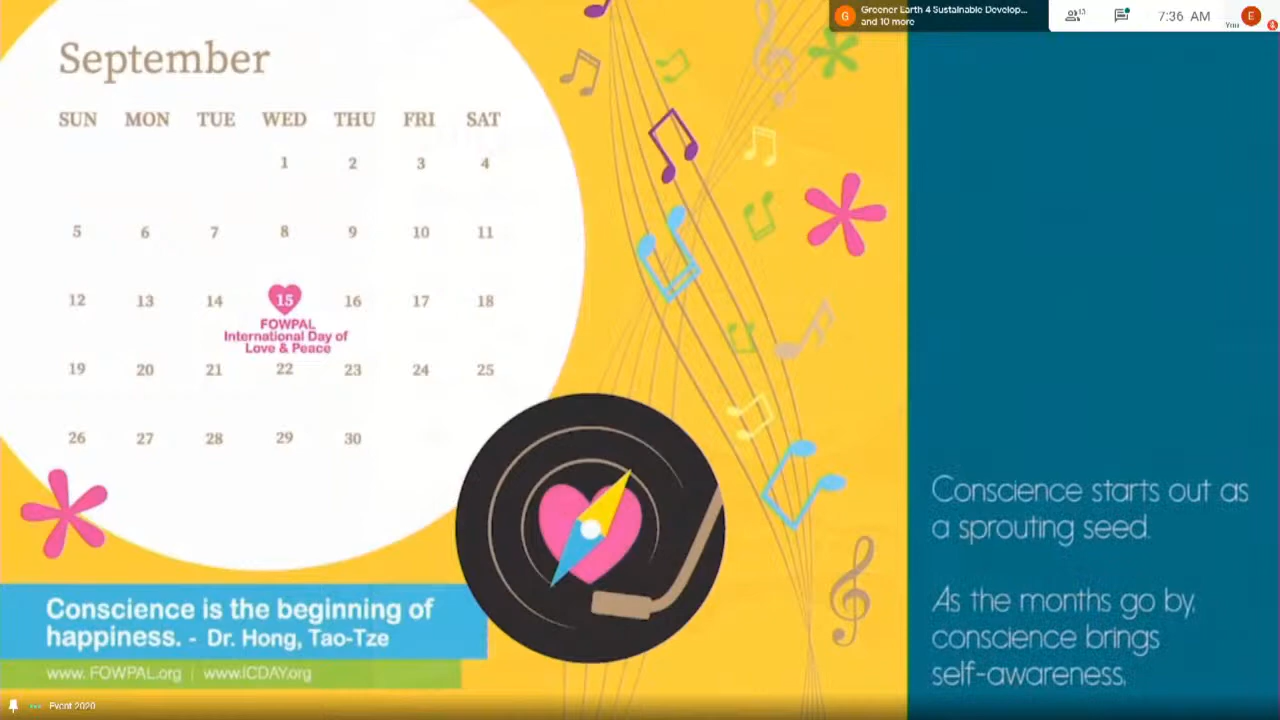 Greener Earth 4 Sustainable Develop...
and 10 more
G
13
7:36 AM
You
E
September
SUN MON TUE WED THU FRI SAT
1 2 3 4
5 6 7 8 9 10 11
12 13 14 15 16 17 18
FOWPAL
International Day of
Love & Peace
19 20 21 22 23 24 25
26 27 28 29 30
Conscience is the beginning of
happiness. - Dr. Hong, Tao-Tze
www. FOWPAL.org | www.ICDAY.org
Conscience starts out as
a sprouting seed.
As the months go by,
conscience brings
self-awareness,
Event 2020